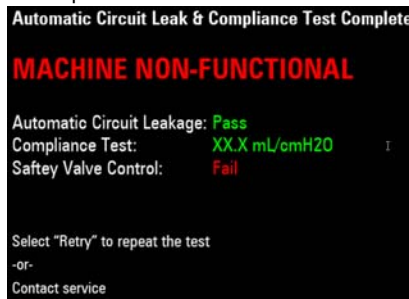 Automatic Circuit Leak & Compliance Test Complete
MACHINE NON-FUNCTIONAL
Automatic Circuit Leakage: Pass
Compliance Test: XX.X mL/cmH2O
Saftey Valve Control: Fail
Select "Retry" to repeat the test
-or-
Contact service